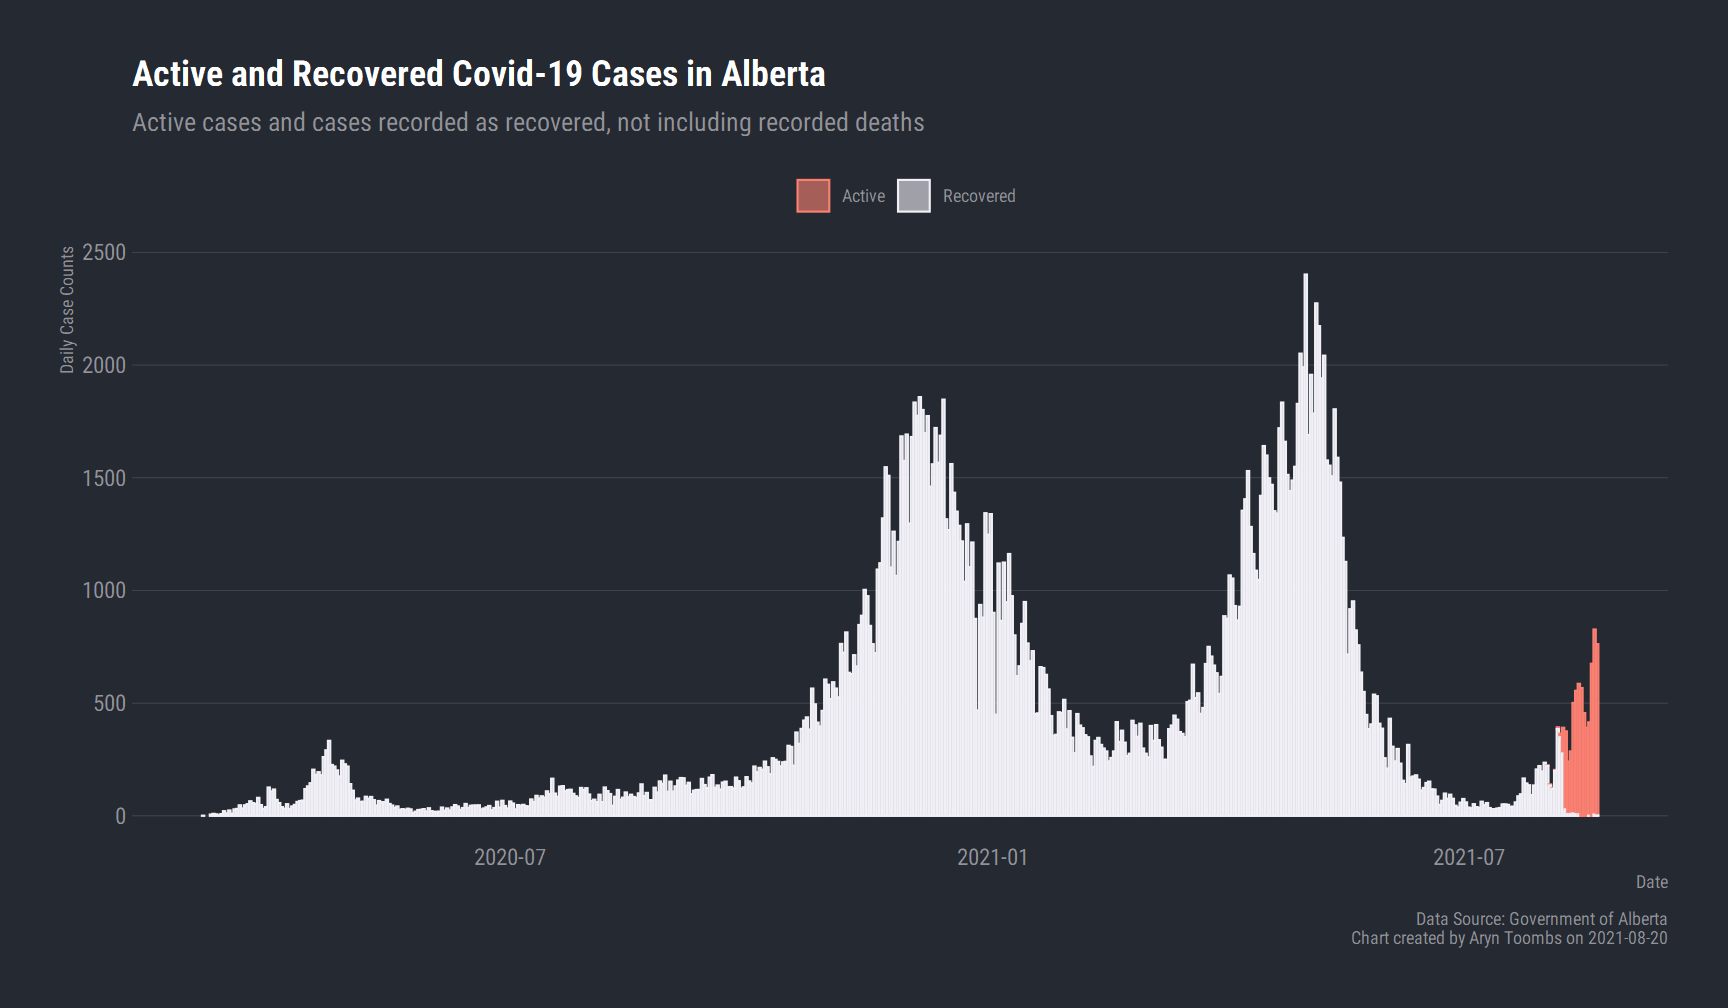 Active and Recovered Covid-19 Cases in Alberta
Active cases and cases recorded as recovered, not including recorded deaths
Active
Recovered
Daily Case Counts
2500
2000
1500
1000
500
0
2020-07
2021-01
2021-07
Date
Data Source: Government of Alberta
Chart created by Aryn Toombs on 2021-08-20